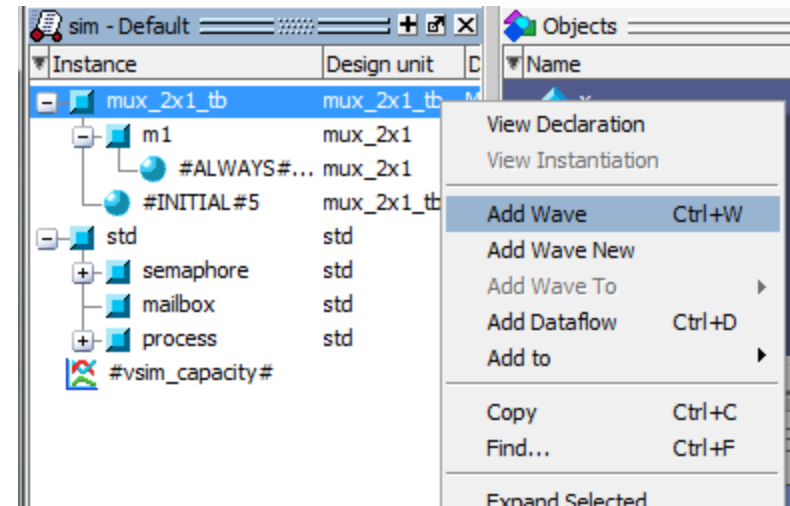 sim - Default
Instance Design unit D
mux_2x1_tb mux_2x1_tb
m1 mux_2x1
#ALWAYS#... mux_2x1
#INITIAL#5 mux_2x1_tb
std std
semaphore std
mailbox std
process std
#vsim_capacity#
Objects
Name
View Declaration
View Instantiation
Add Wave Ctrl+W
Add Wave New
Add Wave To
Add Dataflow Ctrl+D
Add to
Copy Ctrl+C
Find... Ctrl+F
Expand Selected